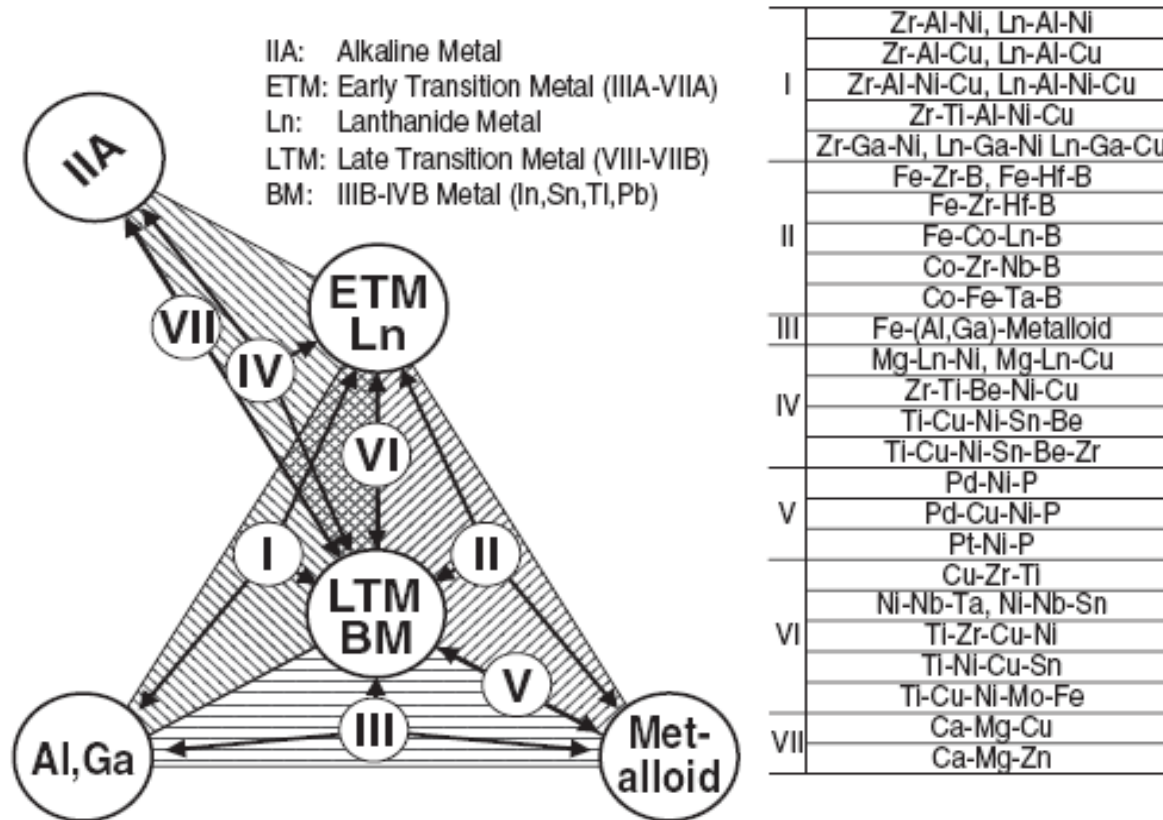 IIA: Alkaline Metal
ETM: Early Transition Metal (IIIA-VIIA)
Ln: Lanthanide Metal
LTM: Late Transition Metal (VIII-VIIB)
BM: IIIB-IVB Metal (In,Sn,Tl,Pb)
IIA
ETM
Ln
VII
IV
VI
I
II
LTM
BM
V
III
Al,Ga
Met-
alloid
I
Zr-Al-Ni, Ln-Al-Ni
Zr-Al-Cu, Ln-Al-Cu
Zr-Al-Ni-Cu, Ln-Al-Ni-Cu
Zr-Ti-Al-Ni-Cu
Zr-Ga-Ni, Ln-Ga-Ni Ln-Ga-Cu
II
Fe-Zr-B, Fe-Hf-B
Fe-Zr-Hf-B
Fe-Co-Ln-B
Co-Zr-Nb-B
Co-Fe-Ta-B
III
Fe-(Al,Ga)-Metalloid
IV
Mg-Ln-Ni, Mg-Ln-Cu
Zr-Ti-Be-Ni-Cu
Ti-Cu-Ni-Sn-Be
Ti-Cu-Ni-Sn-Be-Zr
V
Pd-Ni-P
Pd-Cu-Ni-P
Pt-Ni-P
VI
Cu-Zr-Ti
Ni-Nb-Ta, Ni-Nb-Sn
Ti-Zr-Cu-Ni
Ti-Ni-Cu-Sn
Ti-Cu-Ni-Mo-Fe
VII
Ca-Mg-Cu
Ca-Mg-Zn